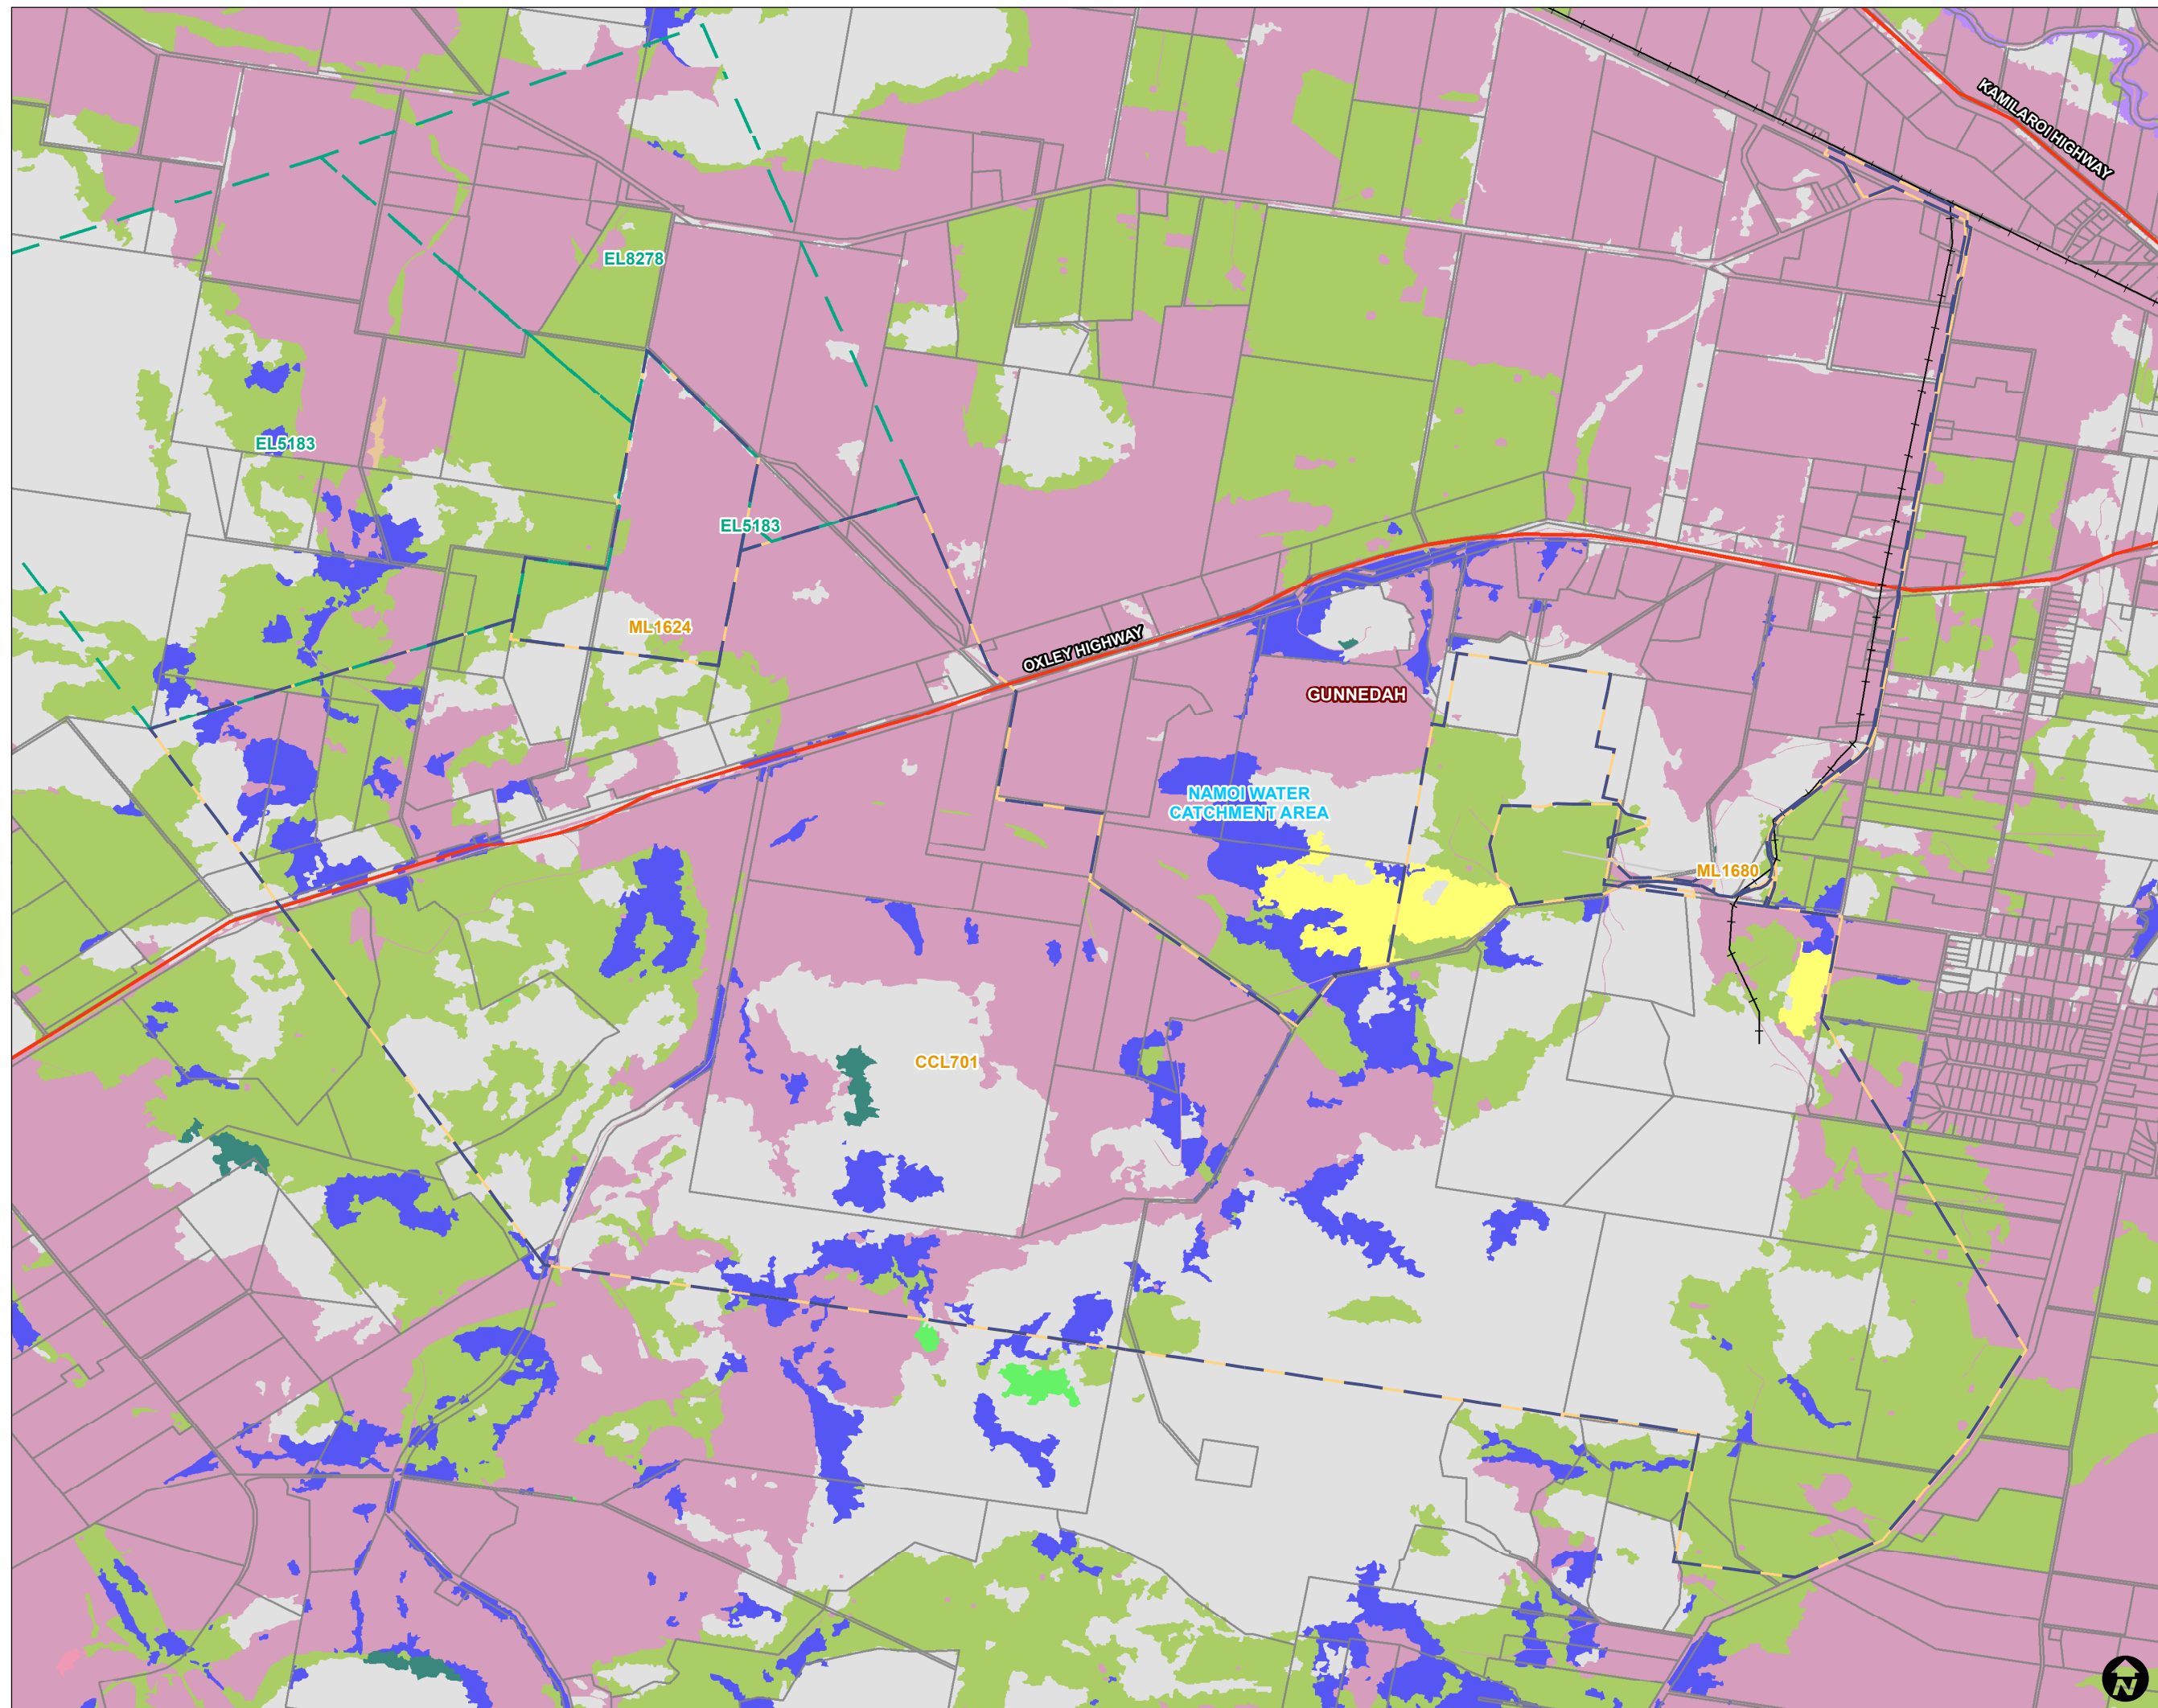 KAMILAROI HIGHWAY
EL8278
EL5183
EL5183
ML1624
OXLEY HIGHWAY
GUNNEDAH
NAMOI WATER
CATCHMENT AREA
ML1680
CCL701
N